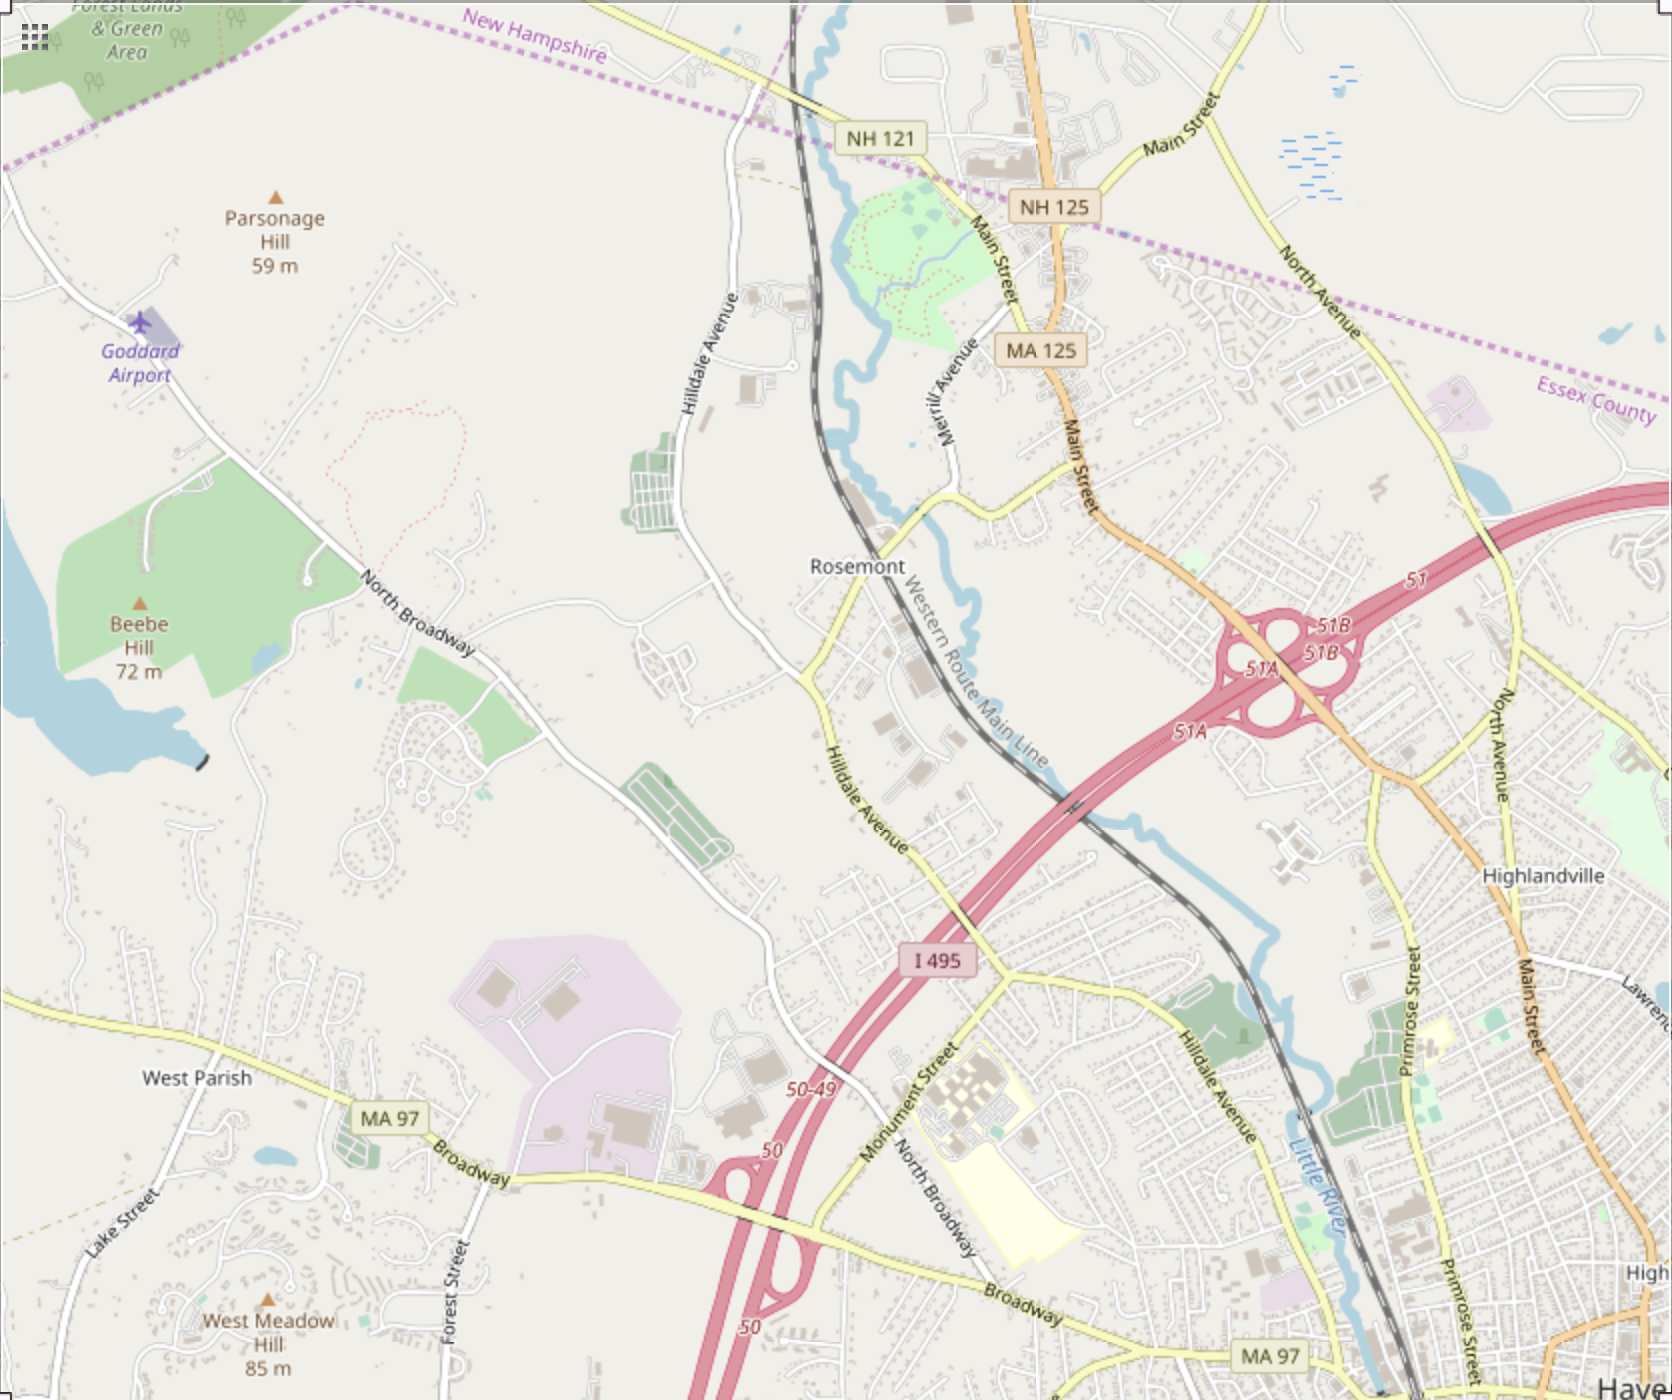 Forest Lands
& Green
Area
New Hampshire
NH 121
Main Street
NH 125
Parsonage
Hill
59 m
Main Street
North Avenue
Goddard
Airport
Hilldale Avenue
Merrill Avenue
MA 125
Essex County
Main Street
Rosemont
51
North Broadway
Western Route Main Line
Beebe
Hill
72 m
51B
51B
51A
51A
North Avenue
Hilldale Avenue
Highlandville
I 495
Primrose Street
Main Street
Lawrenc
West Parish
50-49
Monument Street
Hilldale Avenue
MA 97
Broadway
50
North Broadway
Little River
Lake Street
Forest Street
High
West Meadow
Hill
85 m
50
Broadway
MA 97
Primrose Street
Have